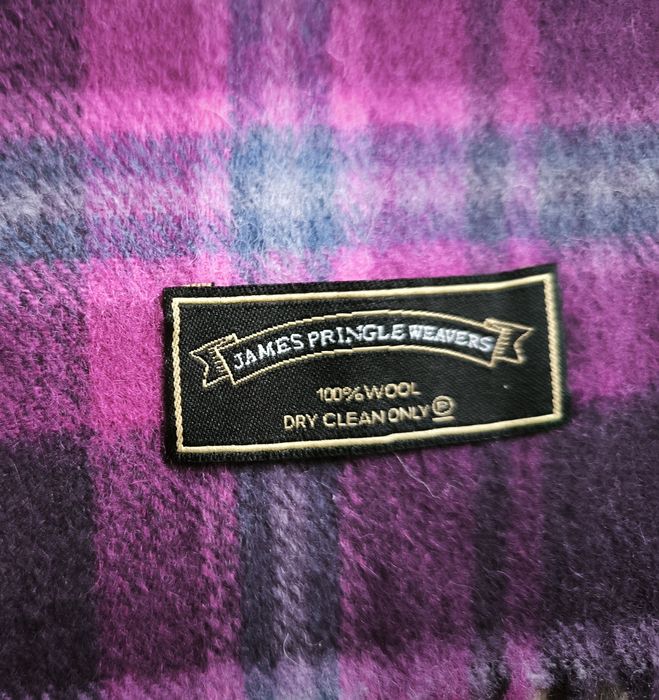 JAMES PRINGLE WEAVERS
100% WOOL
DRY CLEAN ONLY Ⓟ